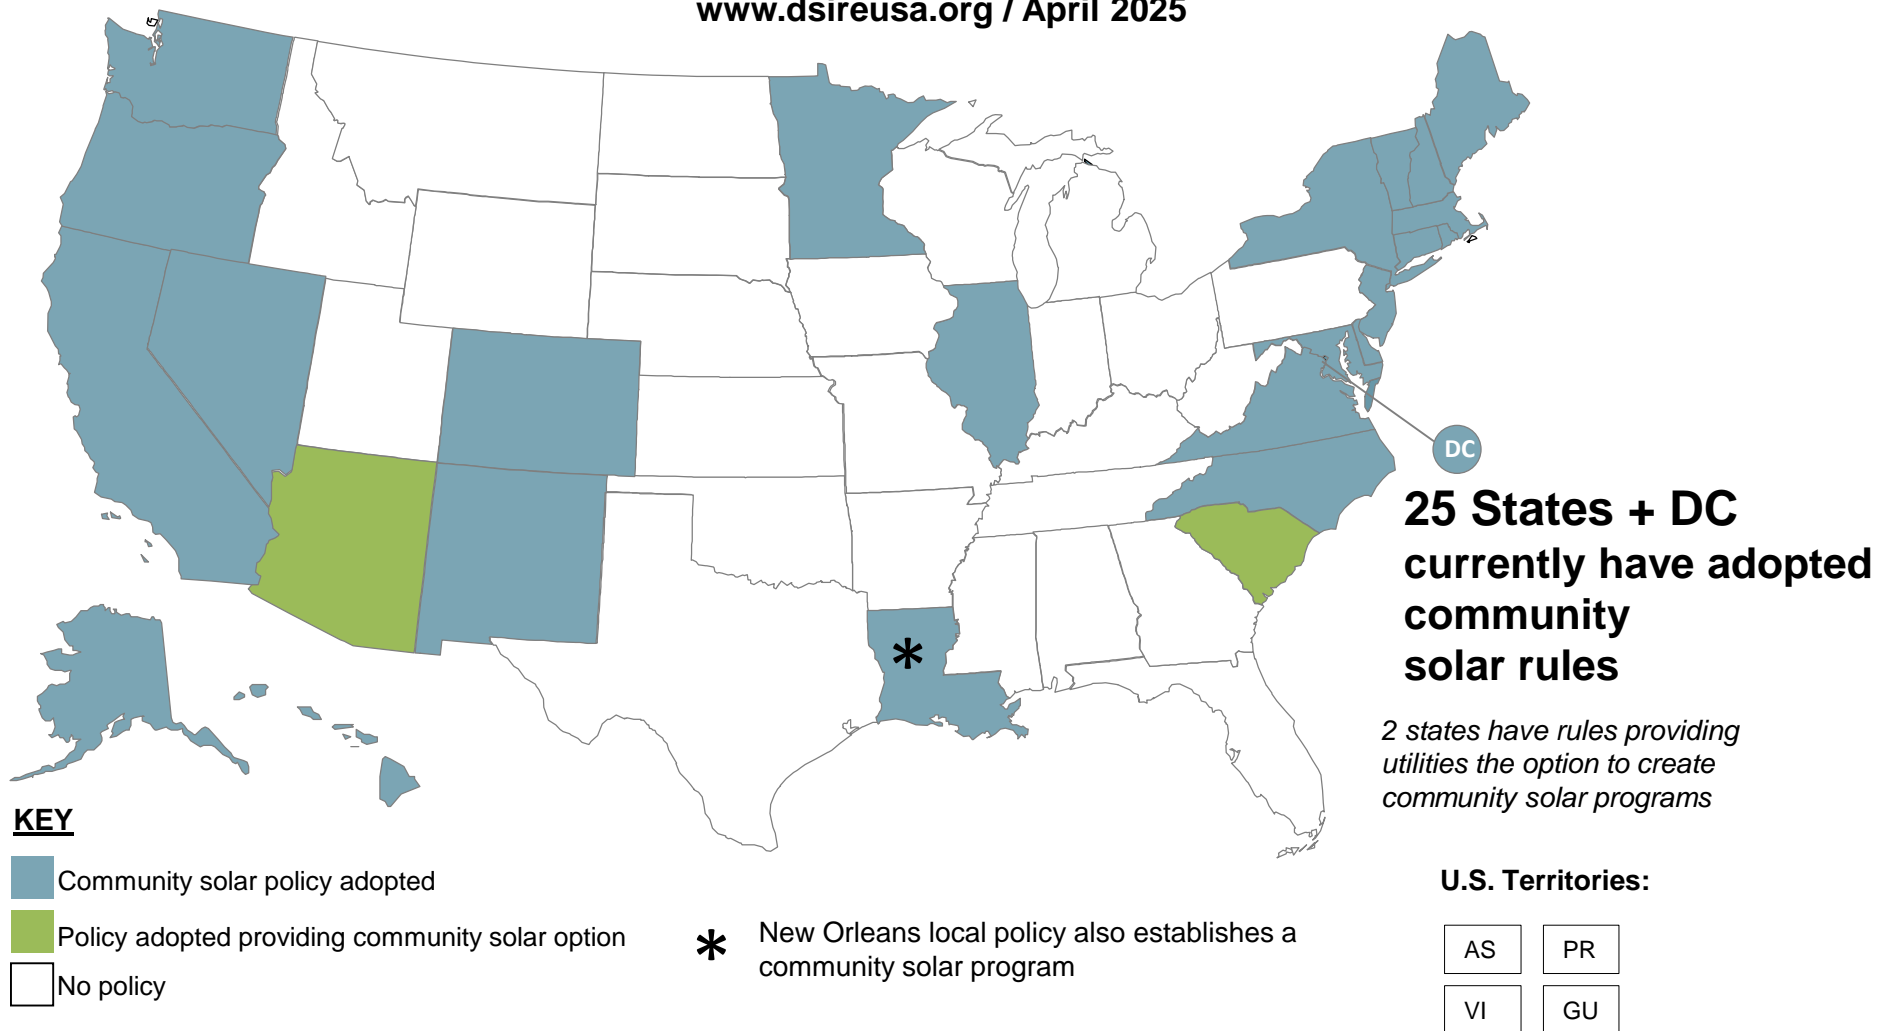 www.dsireusa.org / April 2025
DC
25 States + DC
currently have adopted
community
solar rules
*
2 states have rules providing
utilities the option to create
community solar programs
KEY
Community solar policy adopted
Policy adopted providing community solar option
No policy
* New Orleans local policy also establishes a
community solar program
U.S. Territories:
AS PR
VI GU